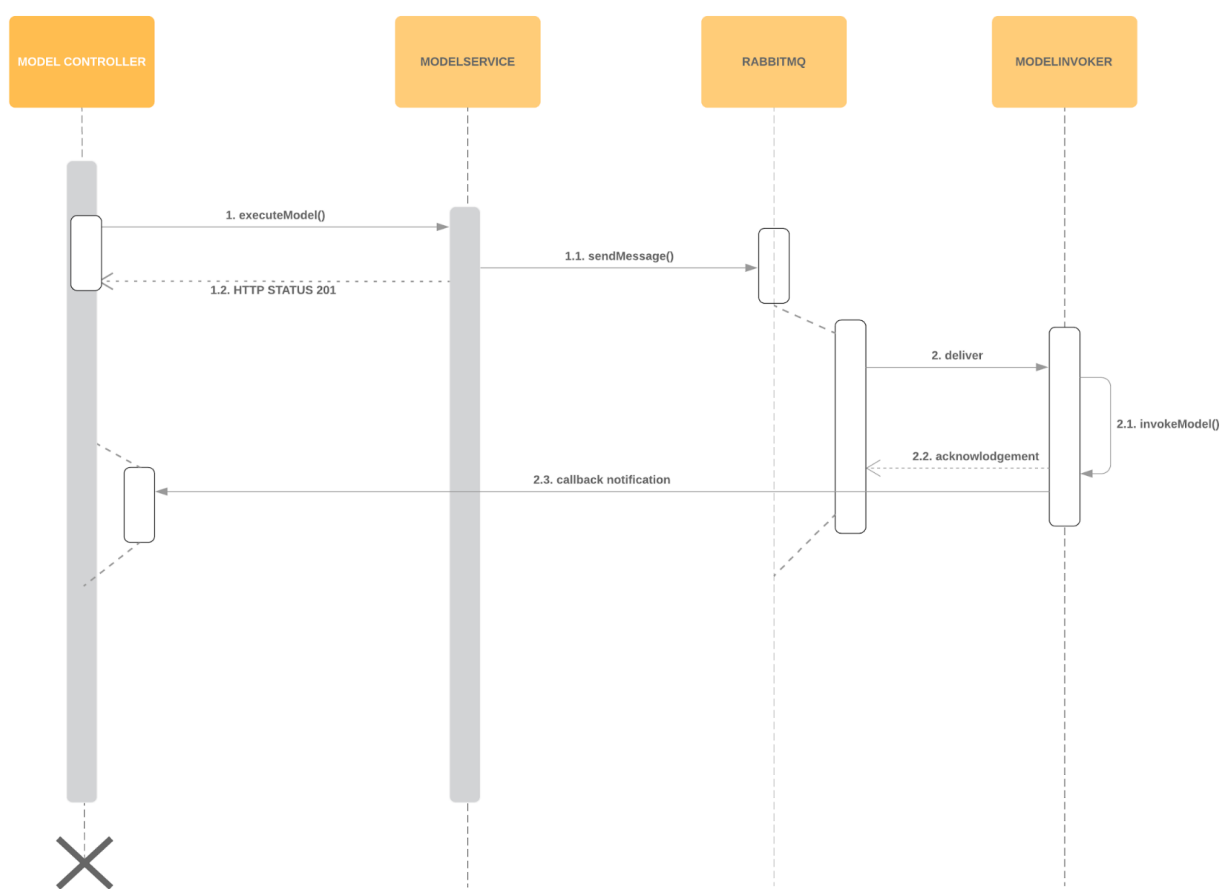 MODEL CONTROLLER
MODELSERVICE
RABBITMQ
MODELINVOKER
1. executeModel()
1.1. sendMessage()
1.2. HTTP STATUS 201
2. deliver
2.1. invokeModel()
2.2. acknowlodgement
2.3. callback notification